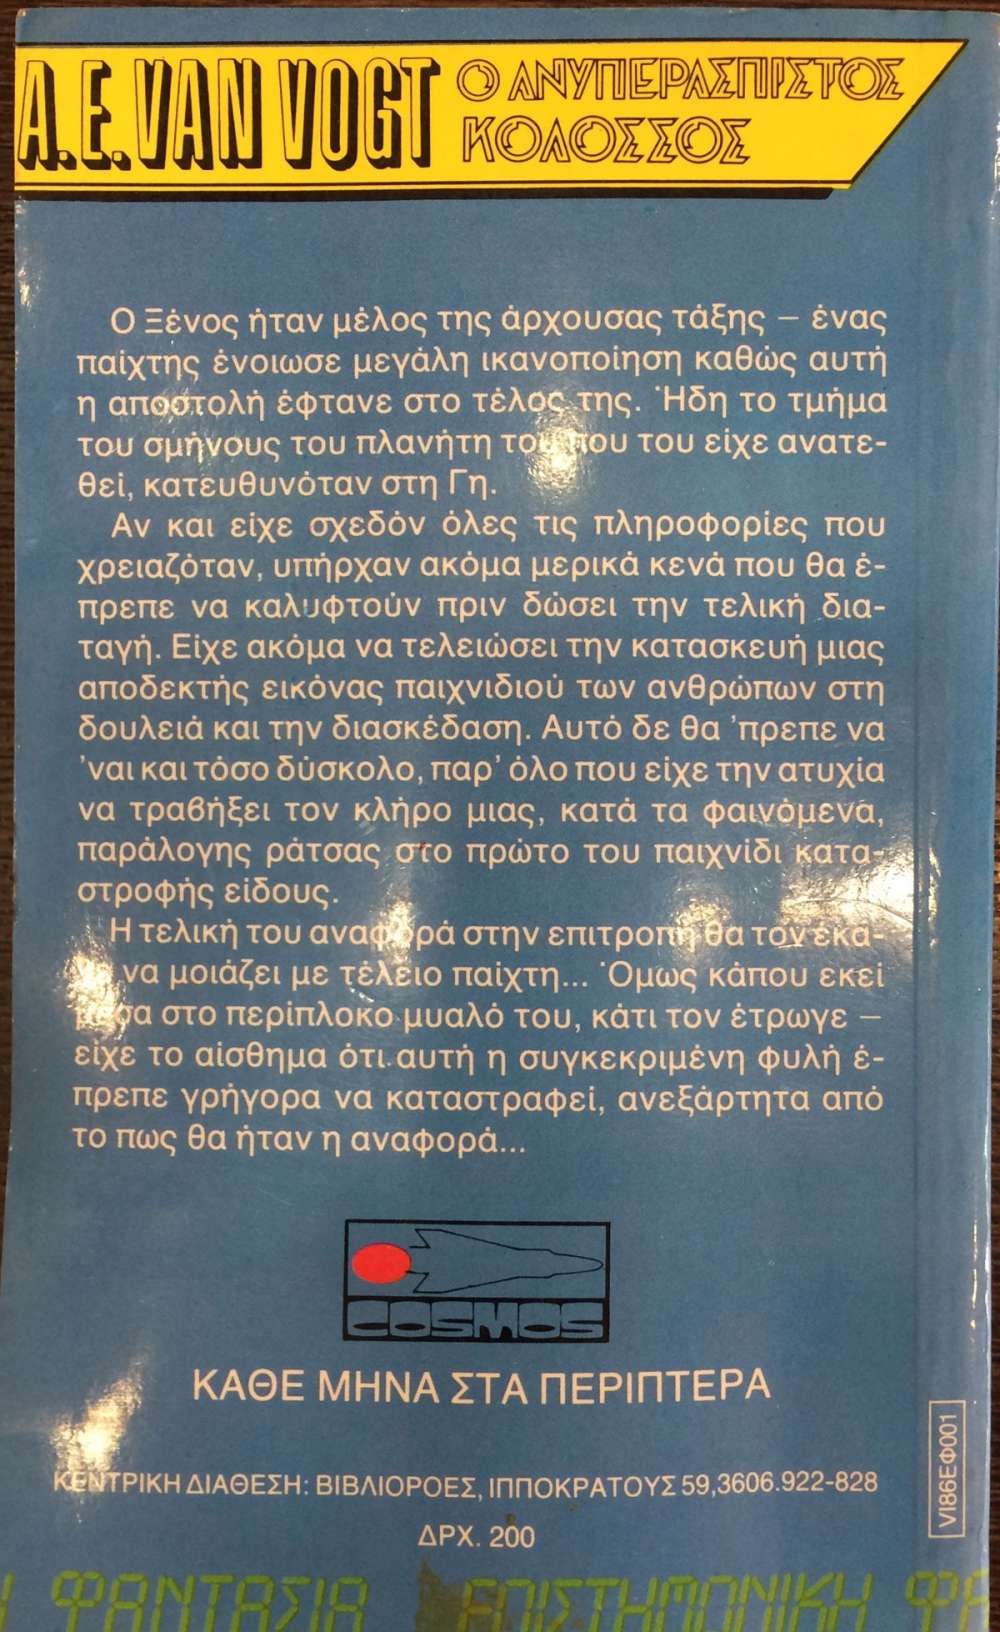 A.E. VAN VOGT Ο ΑΝΥΠΕΡΑΣΠΙΣΤΟΣ
ΚΟΛΟΣΣΟΣ
Ο Ξένος ήταν μέλος της άρχουσας τάξης – ένας
παίχτης ένοιωσε μεγάλη ικανοποίηση καθώς αυτή
η αποστολή έφτανε στο τέλος της. Ήδη το τμήμα
του σμήνους του πλανήτη του που του είχε ανατε-
θεί, κατευθυνόταν στη Γη.
Αν και είχε σχεδόν όλες τις πληροφορίες που
χρειαζόταν, υπήρχαν ακόμα μερικά κενά που θα έ-
πρεπε να καλυφτούν πριν δώσει την τελική δια-
ταγή. Είχε ακόμα να τελειώσει την κατασκευή μιας
αποδεκτής εικόνας παιχνιδιού των ανθρώπων στη
δουλειά και την διασκέδαση. Αυτό δε θα 'πρεπε να
'ναι και τόσο δύσκολο, παρ' όλο που είχε την ατυχία
να τραβήξει τον κλήρο μιας, κατά τα φαινόμενα,
παράλογης ράτσας στο πρώτο του παιχνίδι κατα-
στροφής είδους.
Η τελική του αναφορά στην επιτροπή θα τον έκα-
νε να μοιάζει με τέλειο παίχτη... Όμως κάπου εκεί
μέσα στο περίπλοκο μυαλό του, κάτι τον έτρωγε –
είχε το αίσθημα ότι αυτή η συγκεκριμένη φυλή έ-
πρεπε γρήγορα να καταστραφεί, ανεξάρτητα από
το πως θα ήταν η αναφορά...
COSMOS
ΚΑΘΕ ΜΗΝΑ ΣΤΑ ΠΕΡΙΠΤΕΡΑ
ΚΕΝΤΡΙΚΗ ΔΙΑΘΕΣΗ: ΒΙΒΛΙΟΡΟΕΣ, ΙΠΠΟΚΡΑΤΟΥΣ 59, 3606.922-828
ΔΡΧ. 200
VI86ΕΦ001
ΦΑΝΤΑΣΙΑ ΕΠΙΣΤΗΜΟΝΙΚΗ ΦΑ